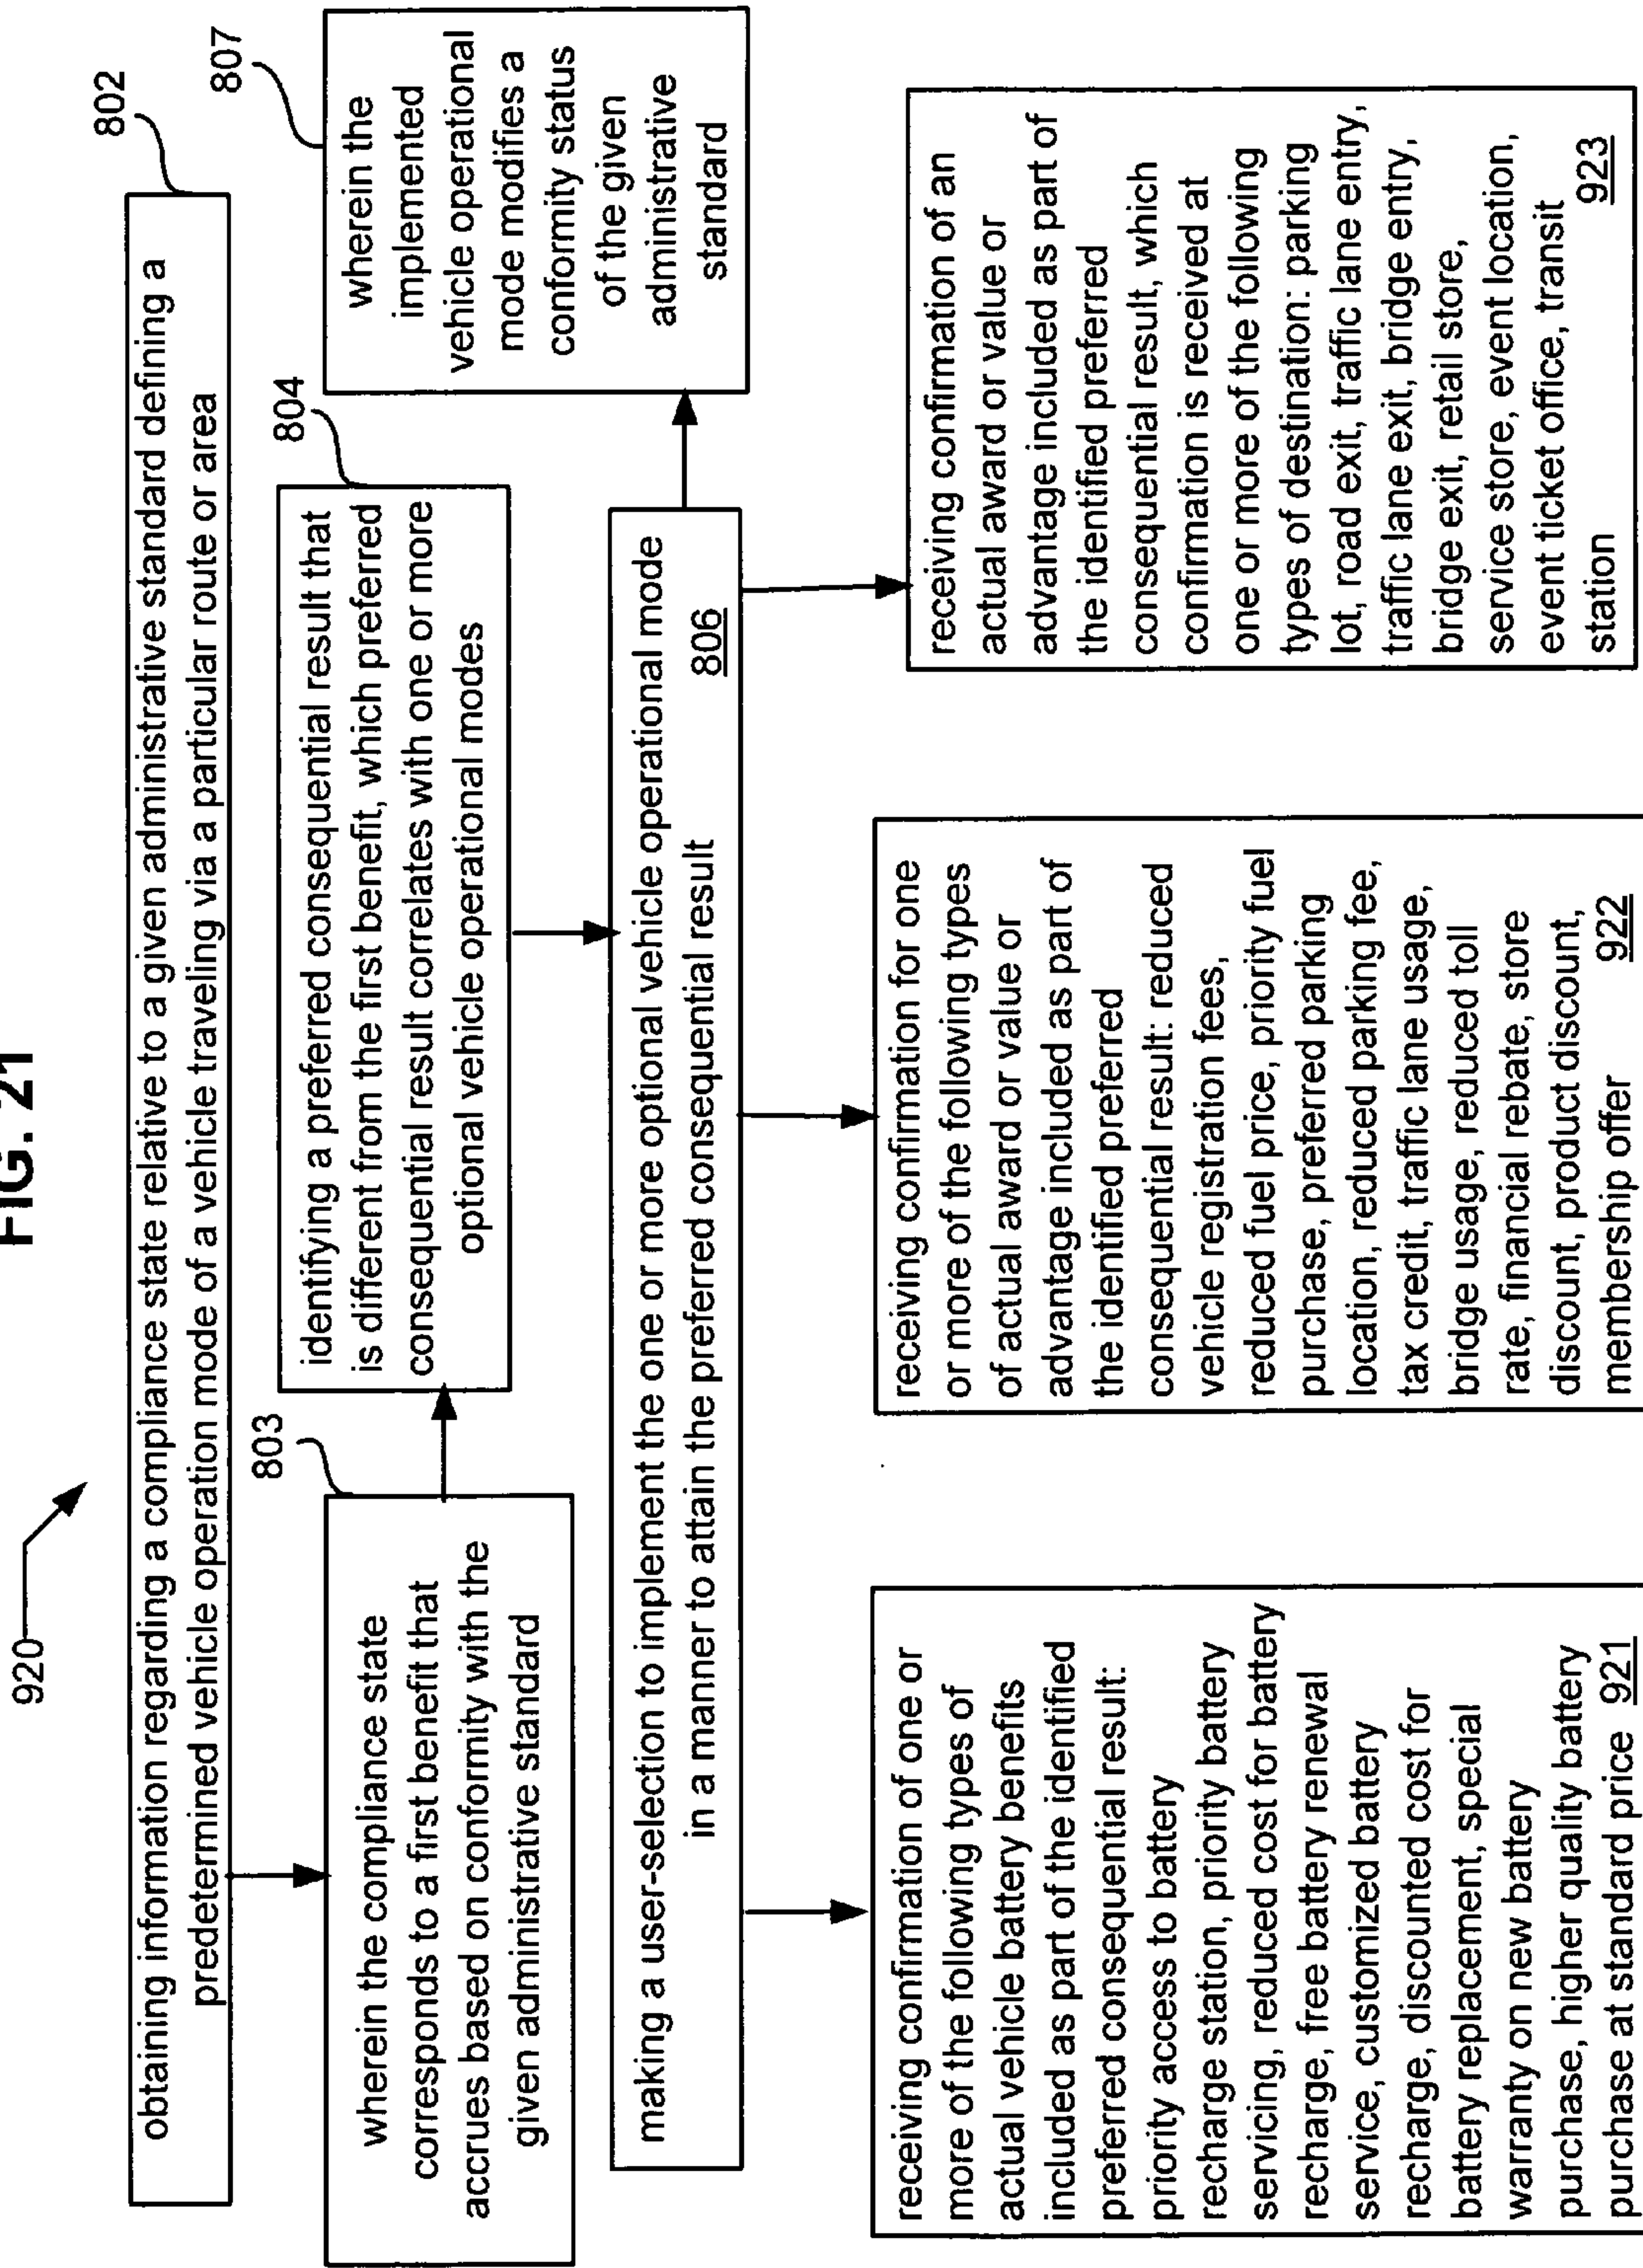 FIG. 21
920
802
obtaining information regarding a compliance state relative to a given administrative standard defining a
predetermined vehicle operation mode of a vehicle traveling via a particular route or area
803
wherein the compliance state
corresponds to a first benefit that
accrues based on conformity with the
given administrative standard
804
identifying a preferred consequential result that
is different from the first benefit, which preferred
consequential result correlates with one or more
optional vehicle operational modes
807
wherein the
implemented
vehicle operational
mode modifies a
conformity status
of the given
administrative
standard
making a user-selection to implement the one or more optional vehicle operational mode
in a manner to attain the preferred consequential result 806
receiving confirmation of one or
more of the following types of
actual vehicle battery benefits
included as part of the identified
preferred consequential result:
priority access to battery
recharge station, priority battery
servicing, reduced cost for battery
recharge, free battery renewal
service, customized battery
recharge, discounted cost for
battery replacement, special
warranty on new battery
purchase, higher quality battery
purchase at standard price 921
receiving confirmation for one
or more of the following types
of actual award or value or
advantage included as part of
the identified preferred
consequential result: reduced
vehicle registration fees,
reduced fuel price, priority fuel
purchase, preferred parking
location, reduced parking fee,
tax credit, traffic lane usage,
bridge usage, reduced toll
rate, financial rebate, store
discount, product discount,
membership offer 922
receiving confirmation of an
actual award or value or
advantage included as part of
the identified preferred
consequential result, which
confirmation is received at
one or more of the following
types of destination: parking
lot, road exit, traffic lane entry,
traffic lane exit, bridge entry,
bridge exit, retail store,
service store, event location,
event ticket office, transit
station 923